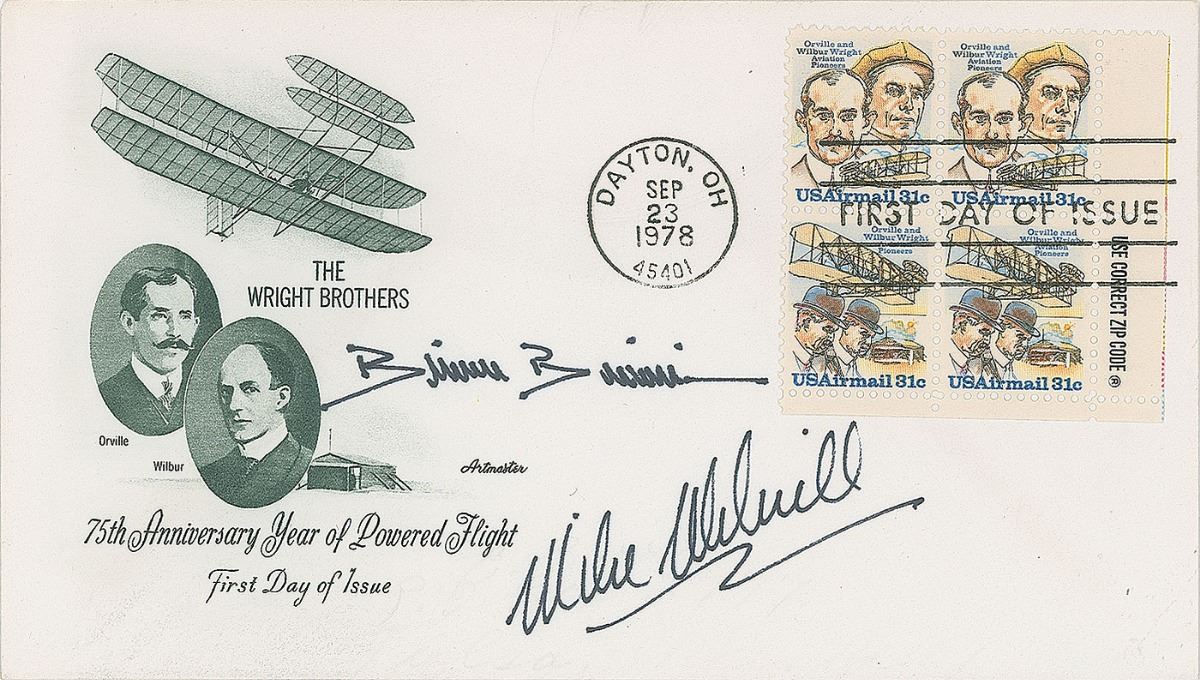 THE
WRIGHT BROTHERS
Orville
Wilbur
Artmaster
75th Anniversary Year of Powered Flight
First Day of Issue
DAYTON, OH
SEP
23
1978
45401
Orville and
Wilbur Wright
Aviation
Pioneers
USAirmail 31c
Orville and
Wilbur Wright
Aviation
Pioneers
USAirmail 31c
FIRST DAY OF ISSUE
Orville and
Wilbur Wright
Pioneers
USAirmail 31c
Orville and
Wilbur Wright
Aviation
Pioneers
USAirmail 31c
USE CORRECT ZIP CODE ®
Mike Melvill